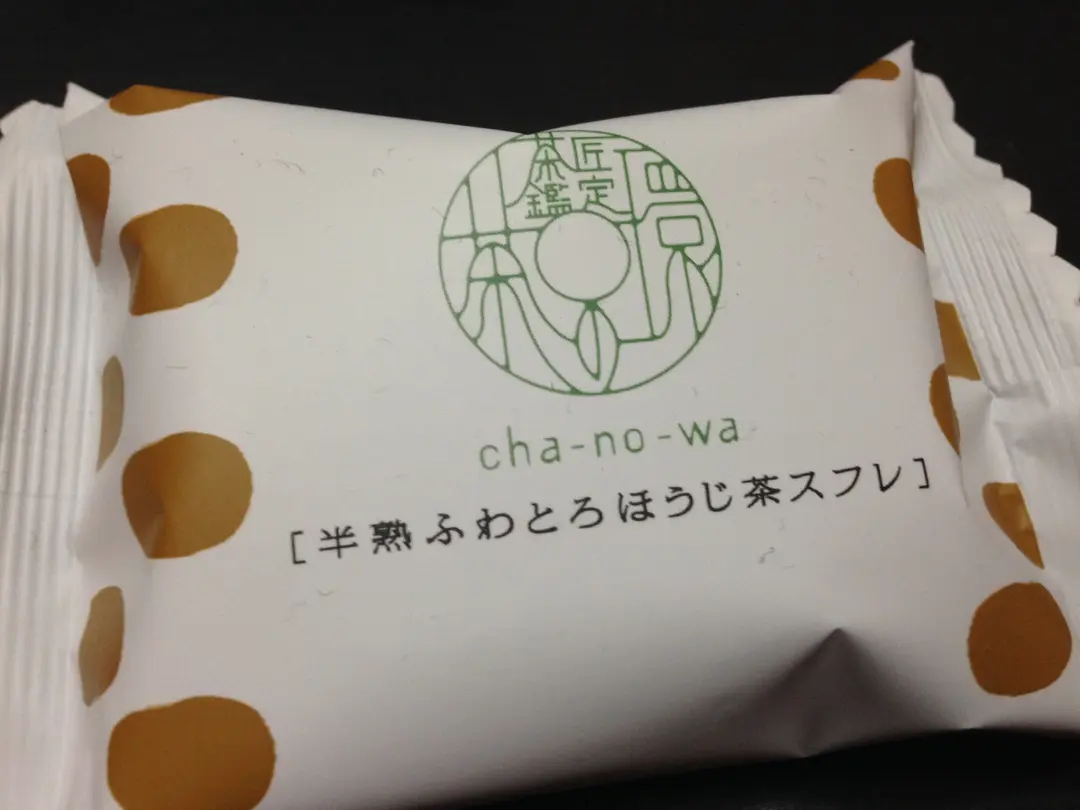 茶匠
鑑定
cha-no-wa
[半熟ふわとろほうじ茶スフレ]